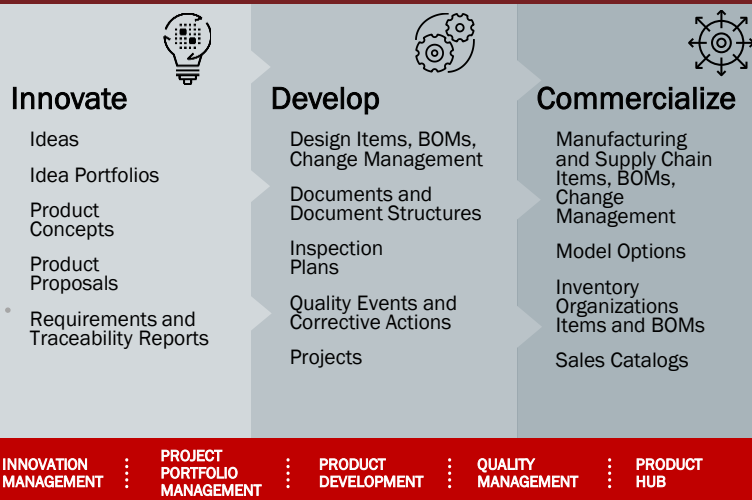 Innovate
Ideas
Idea Portfolios
Product
Concepts
Product
Proposals
Requirements and
Traceability Reports
Develop
Design Items, BOMs,
Change Management
Documents and
Document Structures
Inspection
Plans
Quality Events and
Corrective Actions
Projects
Commercialize
Manufacturing
and Supply Chain
Items, BOMs,
Change
Management
Model Options
Inventory
Organizations
Items and BOMs
Sales Catalogs
INNOVATION
MANAGEMENT
PROJECT
PORTFOLIO
MANAGEMENT
PRODUCT
DEVELOPMENT
QUALITY
MANAGEMENT
PRODUCT
HUB